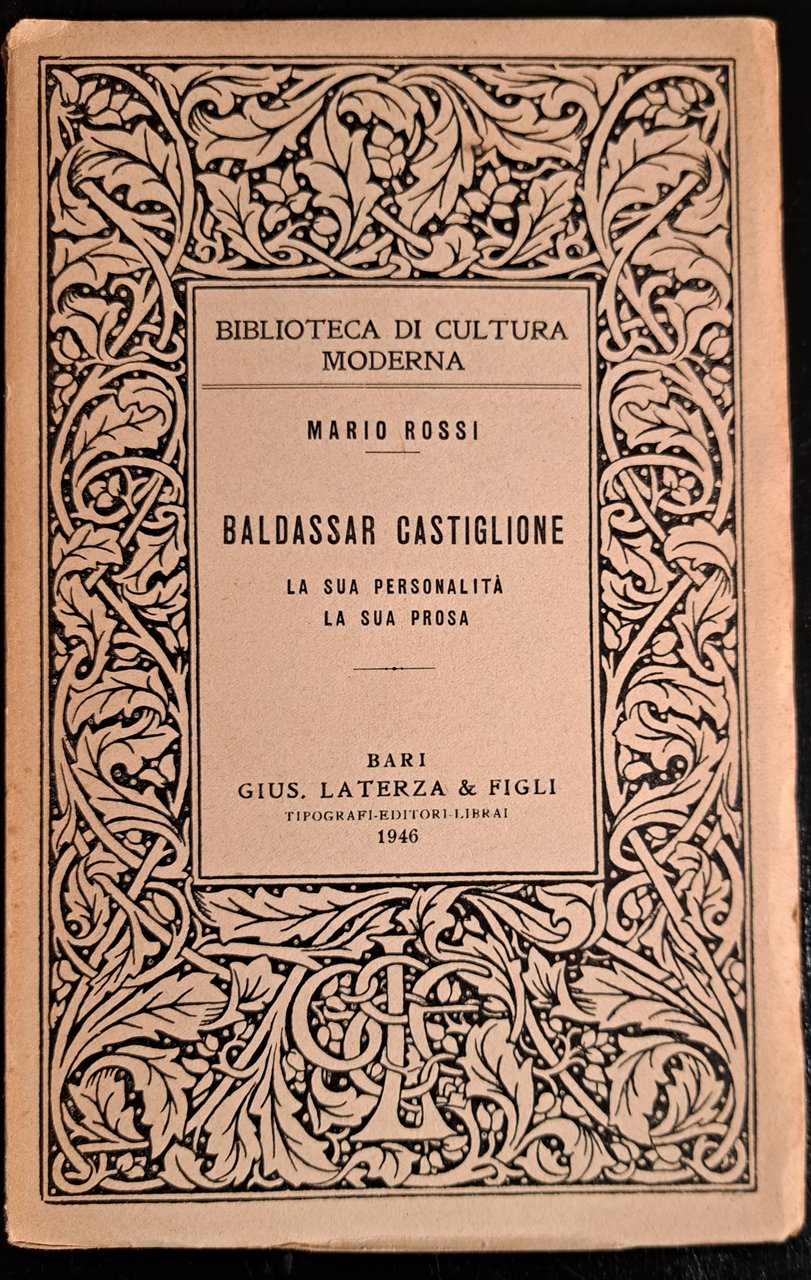 BIBLIOTECA DI CULTURA
MODERNA
MARIO ROSSI
BALDASSAR CASTIGLIONE
LA SUA PERSONALITÀ
LA SUA PROSA
BARI
GIUS. LATERZA & FIGLI
TIPOGRAFI-EDITORI-LIBRAI
1946